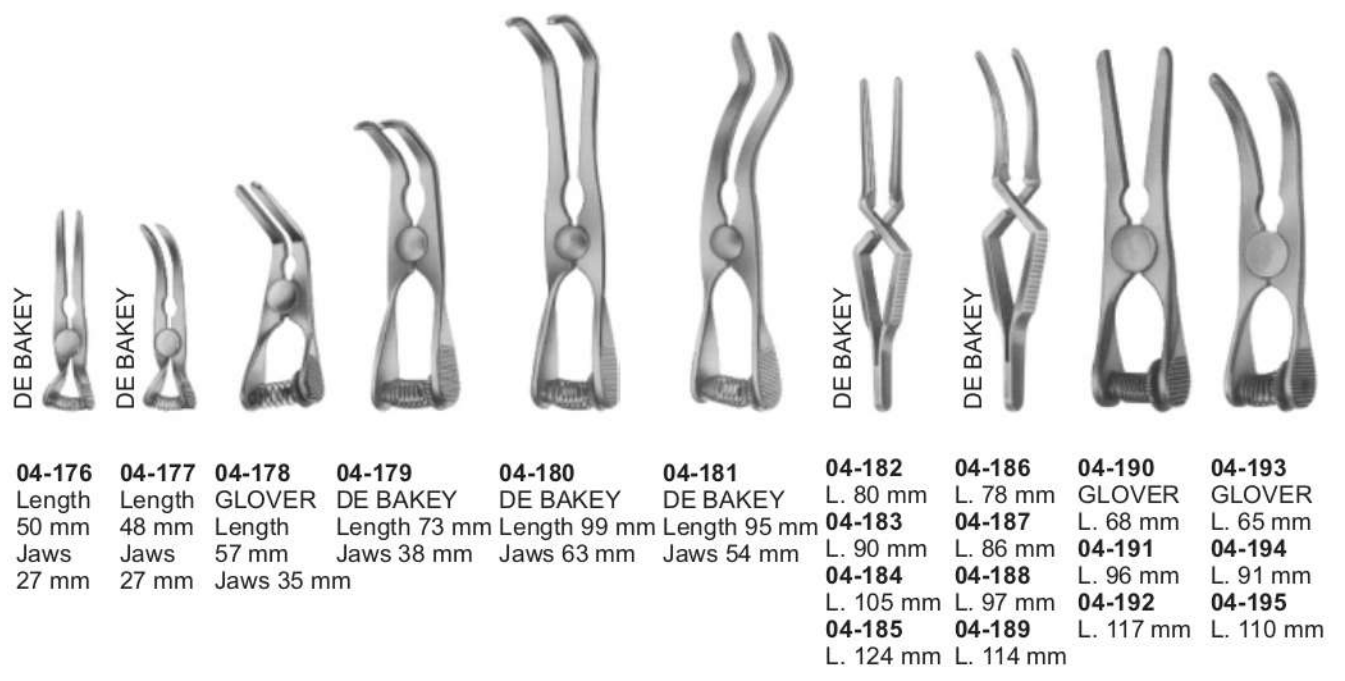 DE BAKEY
DE BAKEY
DE BAKEY
DE BAKEY
04-176
Length
50 mm
Jaws
27 mm
04-177
Length
48 mm
Jaws
27 mm
04-178
GLOVER
Length
57 mm
Jaws 35 mm
04-179
DE BAKEY
Length 73 mm
Jaws 38 mm
04-180
DE BAKEY
Length 99 mm
Jaws 63 mm
04-181
DE BAKEY
Length 95 mm
Jaws 54 mm
04-182
L. 80 mm
04-183
L. 90 mm
04-184
L. 105 mm
04-185
L. 124 mm
04-186
L. 78 mm
04-187
L. 86 mm
04-188
L. 97 mm
04-189
L. 114 mm
04-190
GLOVER
L. 68 mm
04-191
L. 96 mm
04-192
L. 117 mm
04-193
GLOVER
L. 65 mm
04-194
L. 91 mm
04-195
L. 110 mm